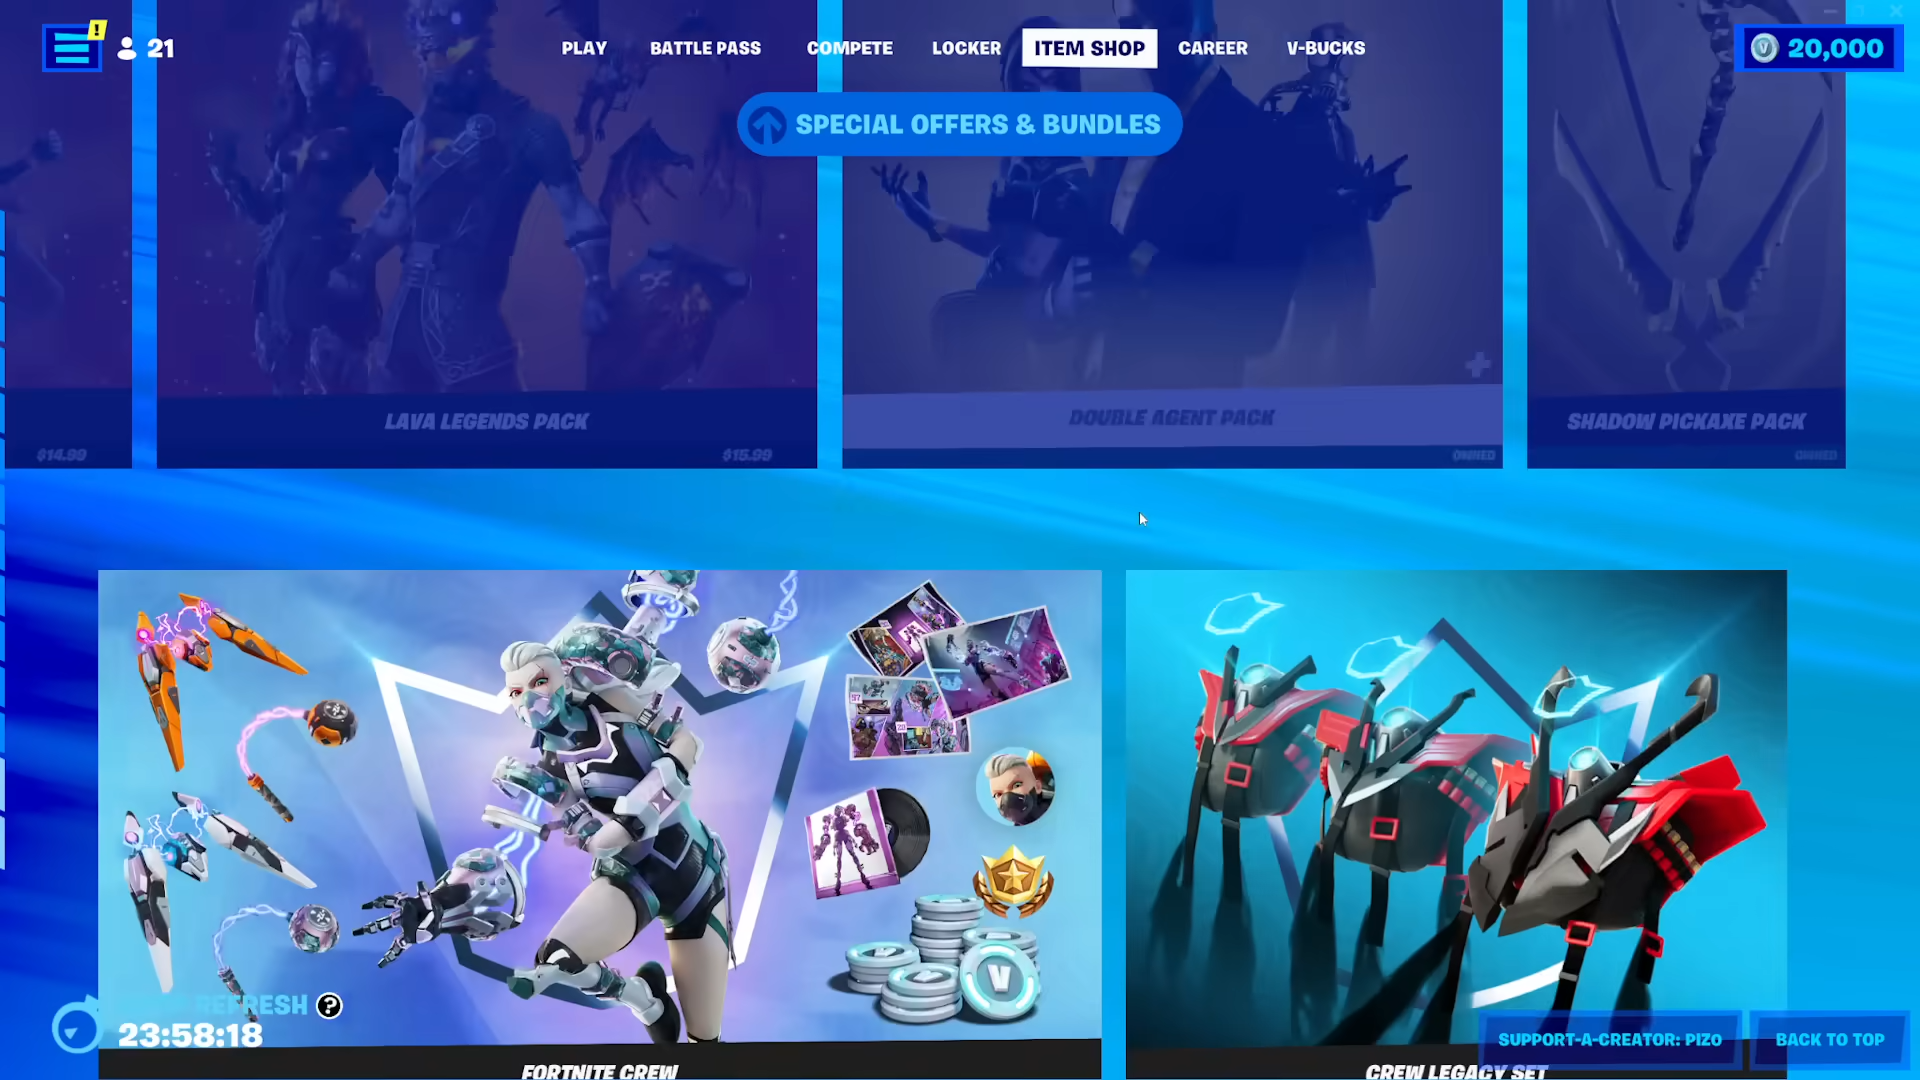 !
21
PLAY BATTLE PASS COMPETE LOCKER ITEM SHOP CAREER V-BUCKS
20,000
SPECIAL OFFERS & BUNDLES
$14.99
LAVA LEGENDS PACK
$15.99
DOUBLE AGENT PACK
OWNED
SHADOW PICKAXE PACK
OWNED
REFRESH ?
23:58:18
FORTNITE CREW
CREW LEGACY SET
SUPPORT-A-CREATOR: PIZO
BACK TO TOP